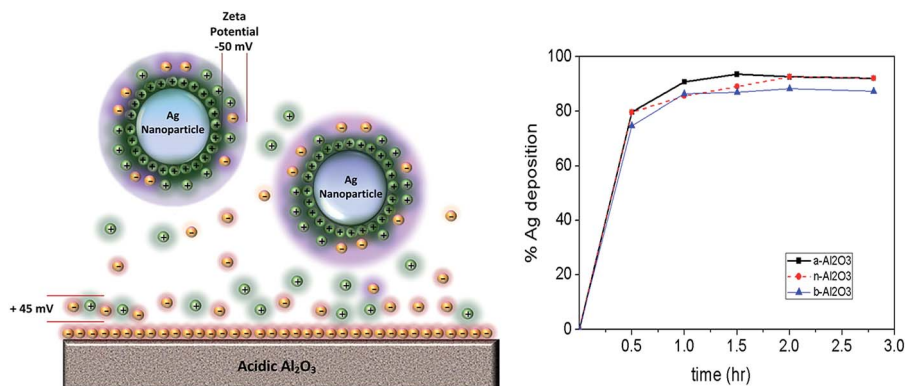 Zeta
Potential
-50 mV
Ag
Nanoparticle
Ag
Nanoparticle
+ 45 mV
Acidic Al₂O₃
% Ag deposition
100
80
60
40
20
0
a-Al2O3
n-Al2O3
b-Al2O3
0.5 1.0 1.5 2.0 2.5 3.0
time (hr)